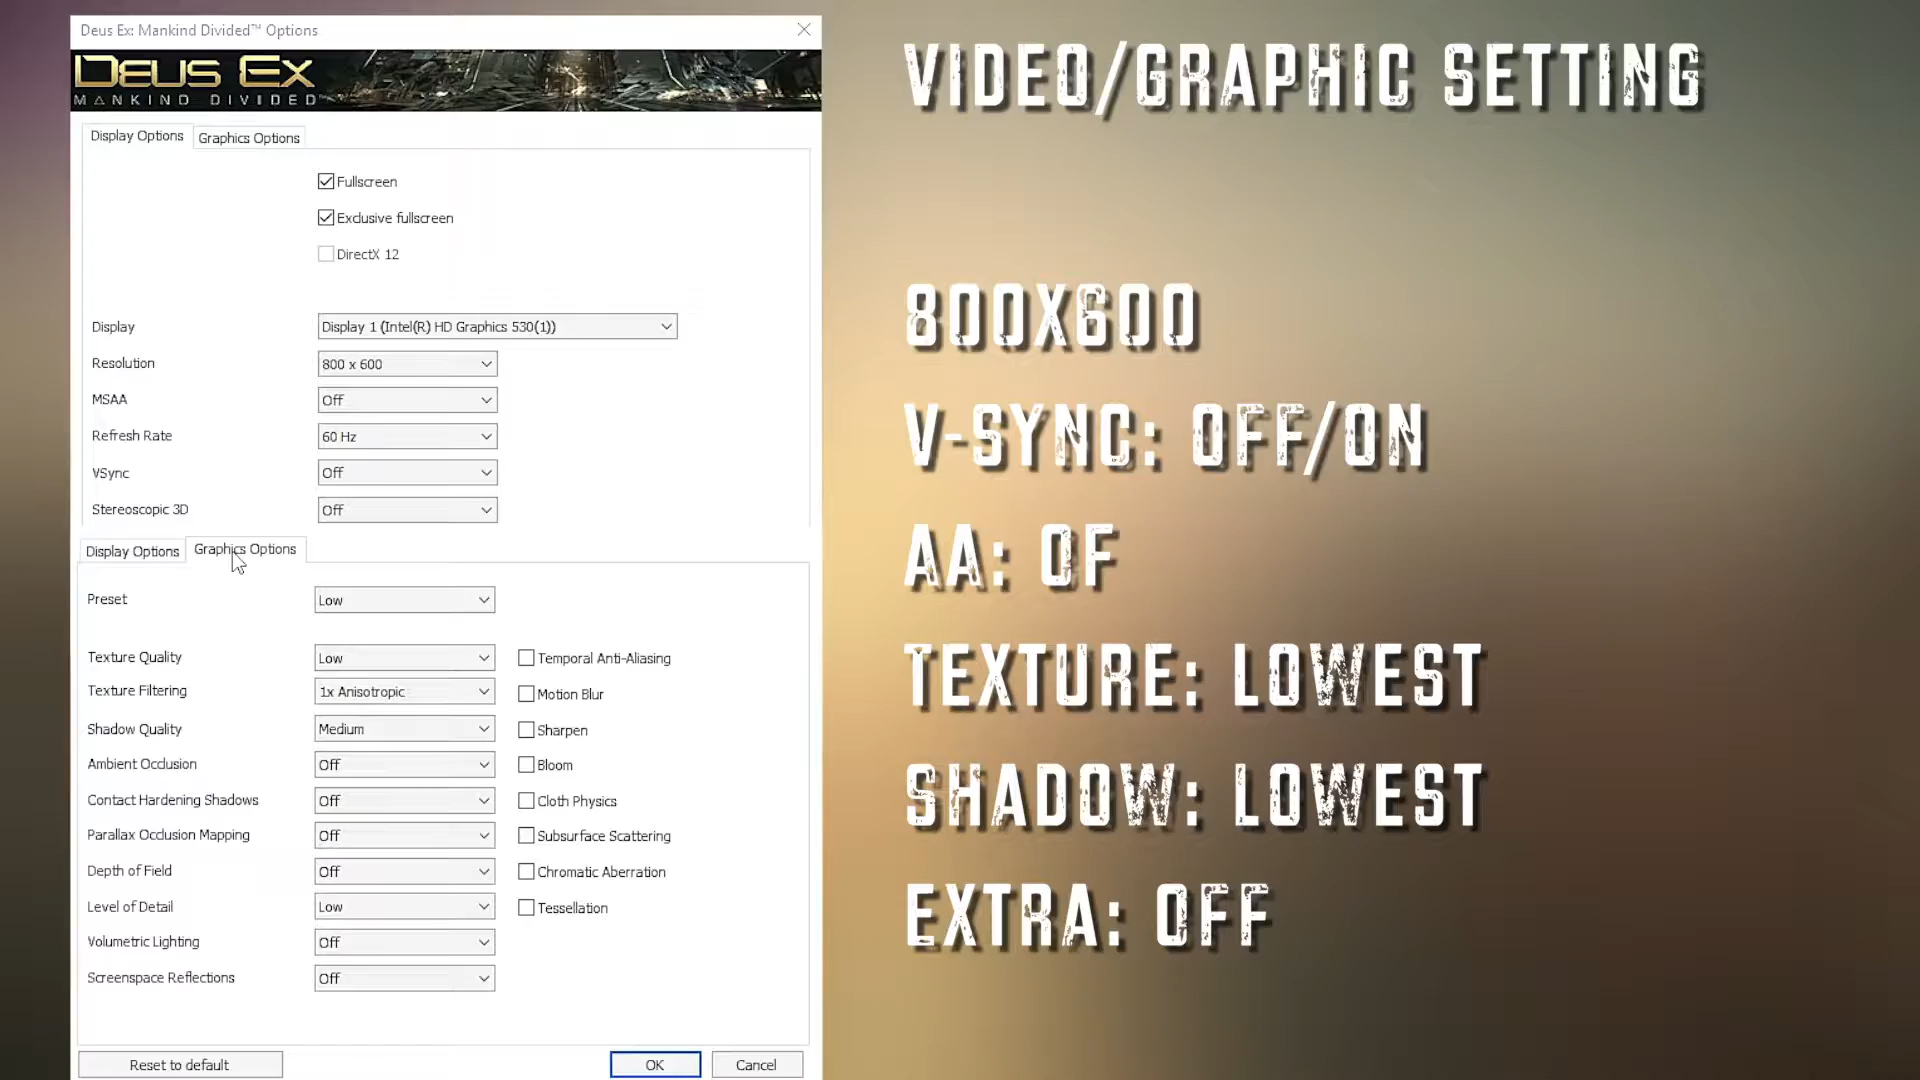 Deus Ex: Mankind Divided™ Options
DEUS EX
MANKIND DIVIDED™
Display Options Graphics Options
Fullscreen
Exclusive fullscreen
DirectX 12
Display Display 1 (Intel(R) HD Graphics 530(1))
Resolution 800 x 600
MSAA Off
Refresh Rate 60 Hz
VSync Off
Stereoscopic 3D Off
Display Options Graphics Options
Preset Low
Texture Quality Low Temporal Anti-Aliasing
Texture Filtering 1x Anisotropic Motion Blur
Shadow Quality Medium Sharpen
Ambient Occlusion Off Bloom
Contact Hardening Shadows Off Cloth Physics
Parallax Occlusion Mapping Off Subsurface Scattering
Depth of Field Off Chromatic Aberration
Level of Detail Low Tessellation
Volumetric Lighting Off
Screenspace Reflections Off
Reset to default OK Cancel
VIDEO/GRAPHIC SETTING
800X600
V-SYNC: OFF/ON
AA: OF
TEXTURE: LOWEST
SHADOW: LOWEST
EXTRA: OFF